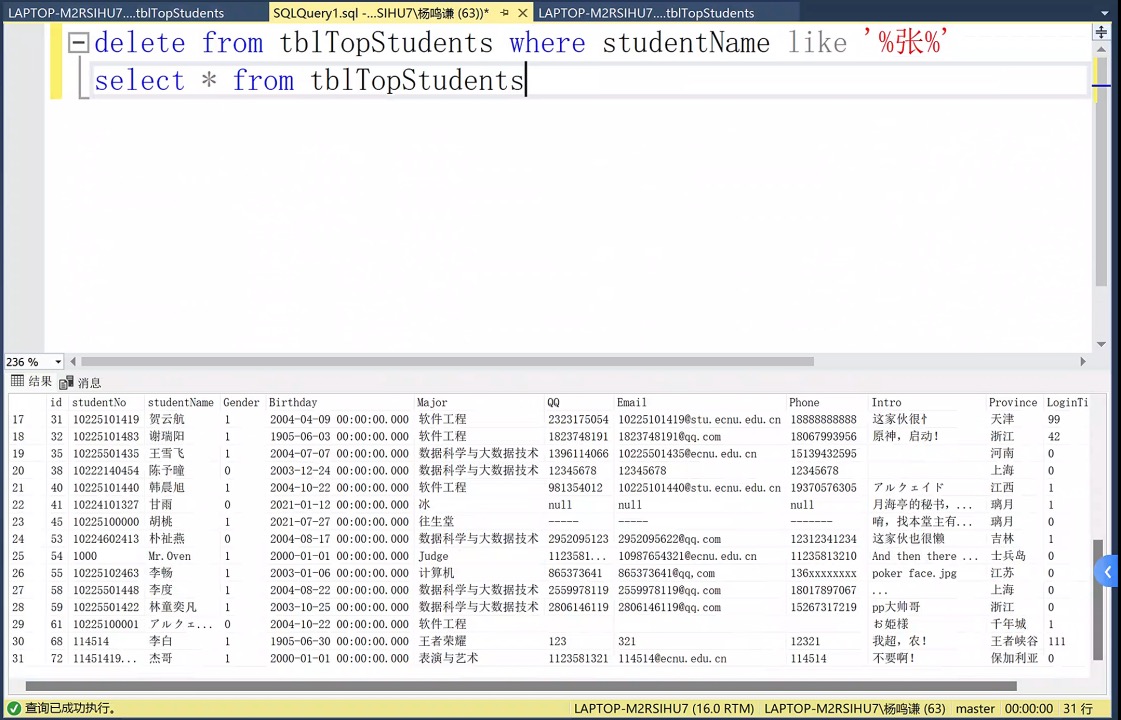 LAPTOP-M2RSIHU7....tblTopStudents SQLQuery1.sql -...SIHU7\杨鸣谦 (63))* LAPTOP-M2RSIHU7....tblTopStudents
delete from tblTopStudents where studentName like '%张%'
select * from tblTopStudents
236 %
结果 消息
id studentNo studentName Gender Birthday Major QQ Email Phone Intro Province LoginTi
17 31 10225101419 贺云航 1 2004-04-09 00:00:00.000 软件工程 2323175054 10225101419@stu.ecnu.edu.cn 18888888888 这家伙很忄 天津 99
18 32 10225101483 谢瑞阳 1 1905-06-03 00:00:00.000 软件工程 1823748191 1823748191@qq.com 18067993956 原神，启动！ 浙江 42
19 35 10225501435 王雪飞 1 2004-07-07 00:00:00.000 数据科学与大数据技术 1396114066 10225501435@ecnu.edu.cn 15139432595 河南 0
20 38 10222140454 陈予曈 0 2003-12-24 00:00:00.000 数据科学与大数据技术 12345678 12345678 12345678 上海 0
21 40 10225101440 韩晨旭 1 2004-10-22 00:00:00.000 软件工程 981354012 10225101440@stu.ecnu.edu.cn 19370576305 アルクェイド 江西 1
22 41 10224101327 甘雨 0 2021-01-12 00:00:00.000 冰 null null null 月海亭的秘书，... 璃月 1
23 45 10225100000 胡桃 1 2021-07-27 00:00:00.000 往生堂 ----- ----- ------- 唷，找本堂主有... 璃月 0
24 53 10224602413 朴祉燕 0 2004-08-17 00:00:00.000 数据科学与大数据技术 2952095123 2952095622@qq.com 12312341234 这家伙也很懒 吉林 1
25 54 1000 Mr.Oven 1 2000-01-01 00:00:00.000 Judge 1123581... 10987654321@ecnu.edu.cn 11235813210 And then there ... 士兵岛 0
26 55 10225102463 李畅 1 2003-01-06 00:00:00.000 计算机 865373641 865373641@qq,com 136xxxxxxxx poker face.jpg 江苏 0
27 58 10225501448 李度 1 2004-08-22 00:00:00.000 数据科学与大数据技术 2559978119 2559978119@qq.com 18017897067 ... 上海 0
28 59 10225501422 林童奕凡 1 2003-10-25 00:00:00.000 数据科学与大数据技术 2806146119 2806146119@qq.com 15267317219 pp大帅哥 浙江 0
29 61 10225100001 アルクェ... 0 2004-10-22 00:00:00.000 软件工程 お姫様 千年城 1
30 68 114514 李白 1 1905-06-30 00:00:00.000 王者荣耀 123 321 12321 我超，农！ 王者峡谷 111
31 72 11451419... 杰哥 1 2000-01-01 00:00:00.000 表演与艺术 1123581321 114514@ecnu.edu.cn 114514 不要啊！ 保加利亚 0
查询已成功执行。 LAPTOP-M2RSIHU7 (16.0 RTM) LAPTOP-M2RSIHU7\杨鸣谦 (63) master 00:00:00 31 行